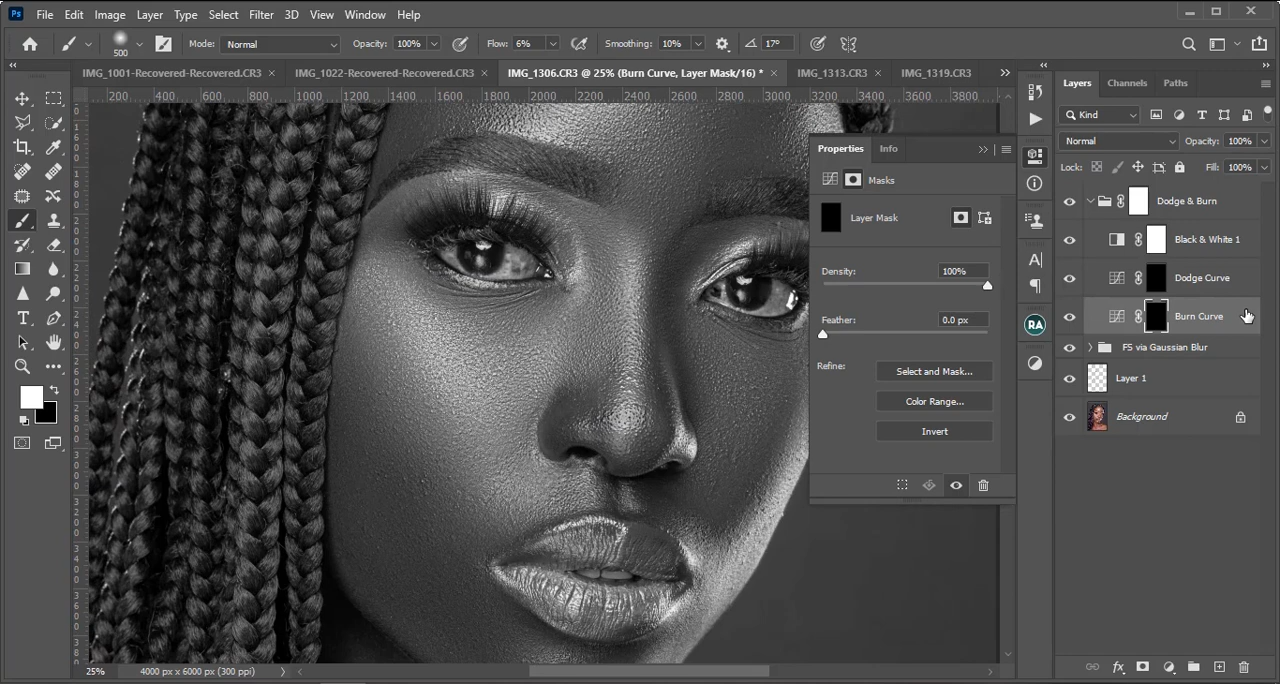 Ps File Edit Image Layer Type Select Filter 3D View Window Help
500 Mode: Normal Opacity: 100% Flow: 6% Smoothing: 10% 17°
IMG_1001-Recovered-Recovered.CR3 × IMG_1022-Recovered-Recovered.CR3 × IMG_1306.CR3 @ 25% (Burn Curve, Layer Mask/16) * × IMG_1313.CR3 × IMG_1319.CR3
200 400 600 800 1000 1200 1400 1600 1800 2000 2200 2400 2600 2800 3000 3200 3400 3600 3800
Properties Info
Masks
Layer Mask
Density: 100%
Feather: 0.0 px
Refine: Select and Mask...
Color Range...
Invert
RA
Layers Channels Paths
Kind
Normal Opacity: 100%
Lock: Fill: 100%
Dodge & Burn
Black & White 1
Dodge Curve
Burn Curve
FS via Gaussian Blur
Layer 1
Background
25% 4000 px x 6000 px (300 ppi)